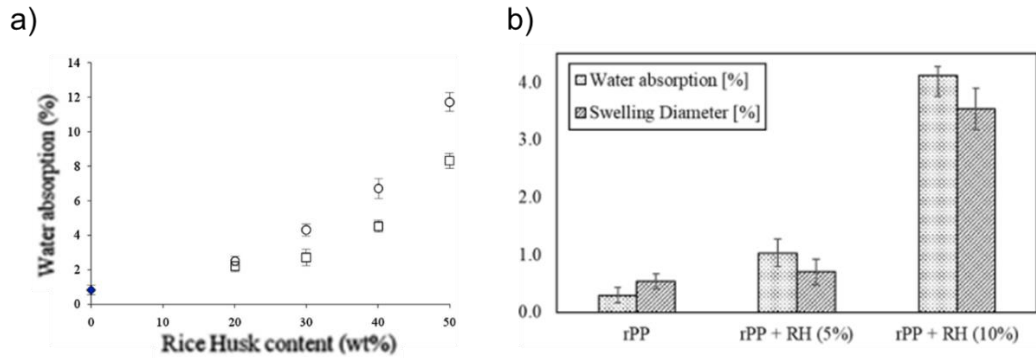 a)
14
12
10
8
6
4
2
0
Water absorption (%)
0 10 20 30 40 50
Rice Husk content (wt%)
b)
Water absorption [%]
Swelling Diameter [%]
4.0
3.0
2.0
1.0
0.0
rPP rPP + RH (5%) rPP + RH (10%)